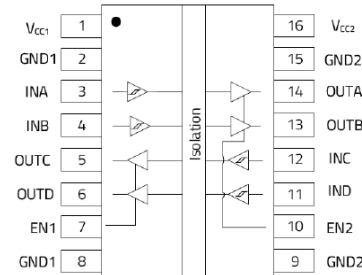 VCC1 1 16 VCC2
GND1 2 15 GND2
INA 3 14 OUTA
INB 4 13 OUTB
OUTC 5 12 INC
OUTD 6 11 IND
EN1 7 10 EN2
GND1 8 9 GND2
Isolation